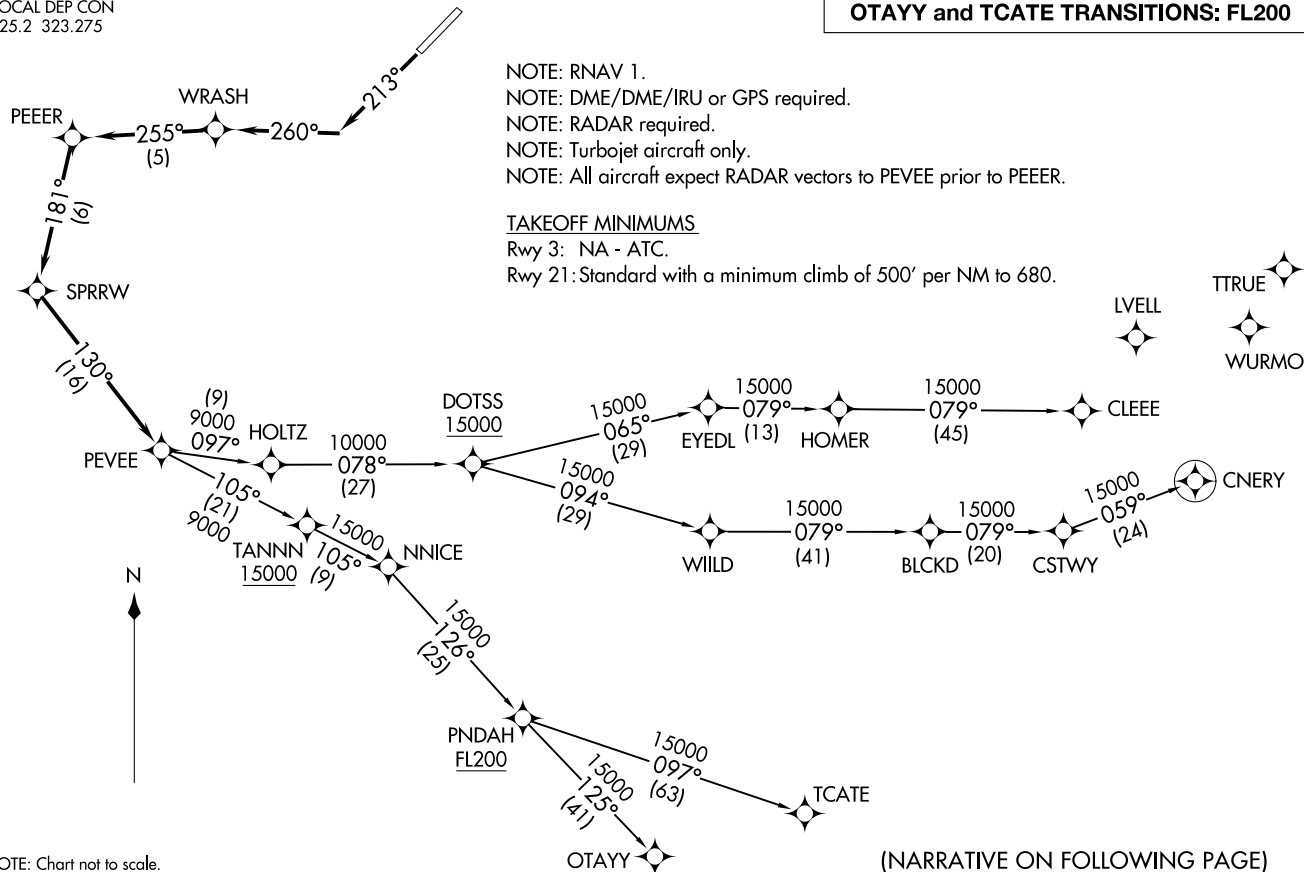 OCAL DEP CON
25.2 323.275
OTAYY and TCATE TRANSITIONS: FL200
NOTE: RNAV 1.
NOTE: DME/DME/IRU or GPS required.
NOTE: RADAR required.
NOTE: Turbojet aircraft only.
NOTE: All aircraft expect RADAR vectors to PEVEE prior to PEEER.
TAKEOFF MINIMUMS
Rwy 3: NA - ATC.
Rwy 21: Standard with a minimum climb of 500' per NM to 680.
213°
WRASH
260°
PEEER
255°
(5)
181°
(6)
SPRRW
130°
(16)
PEVEE
(9)
9000
097°
HOLTZ
10000
078°
(27)
DOTSS
15000
15000
065°
(29)
EYEDL
15000
079°
(13)
HOMER
15000
079°
(45)
CLEEE
LVELL
TTRUE
WURMO
15000
094°
(29)
WIILD
15000
079°
(41)
BLCKD
15000
079°
(20)
CSTWY
15000
059°
(24)
CNERY
105°
(21)
9000
TANNN
15000
15000
105°
(9)
NNICE
15000
126°
(25)
PNDAH
FL200
15000
097°
(63)
TCATE
15000
125°
(41)
OTAYY
N
OTE: Chart not to scale.
(NARRATIVE ON FOLLOWING PAGE)